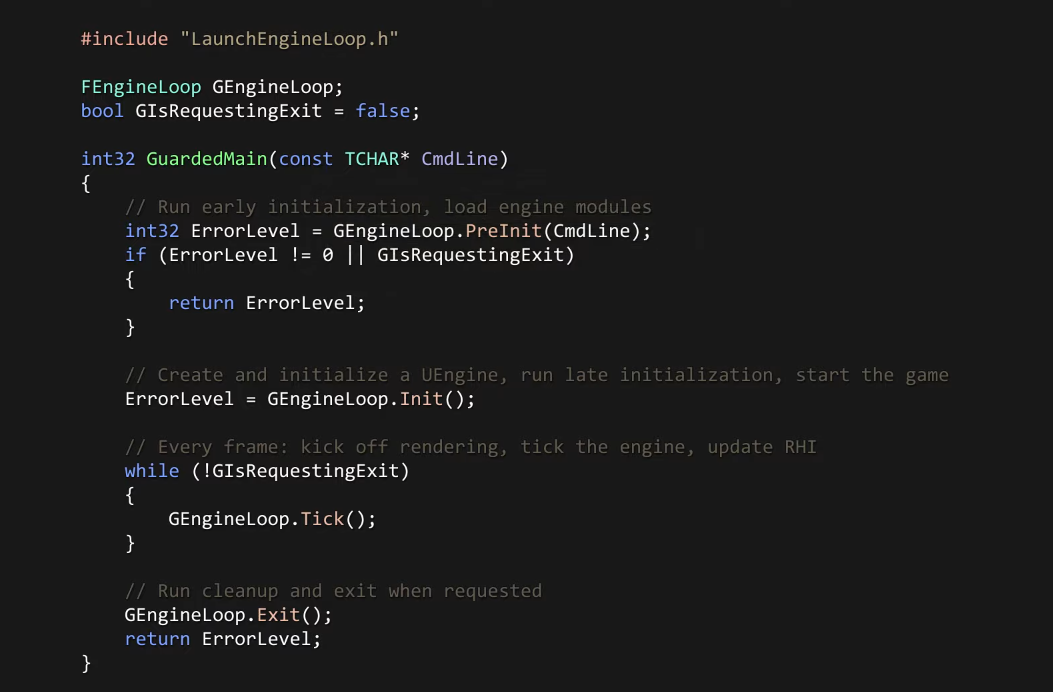 #include "LaunchEngineLoop.h"
FEngineLoop GEngineLoop;
bool GIsRequestingExit = false;
int32 GuardedMain(const TCHAR* CmdLine)
{
// Run early initialization, load engine modules
int32 ErrorLevel = GEngineLoop.PreInit(CmdLine);
if (ErrorLevel != 0 || GIsRequestingExit)
{
return ErrorLevel;
}
// Create and initialize a UEngine, run late initialization, start the game
ErrorLevel = GEngineLoop.Init();
// Every frame: kick off rendering, tick the engine, update RHI
while (!GIsRequestingExit)
{
GEngineLoop.Tick();
}
// Run cleanup and exit when requested
GEngineLoop.Exit();
return ErrorLevel;
}